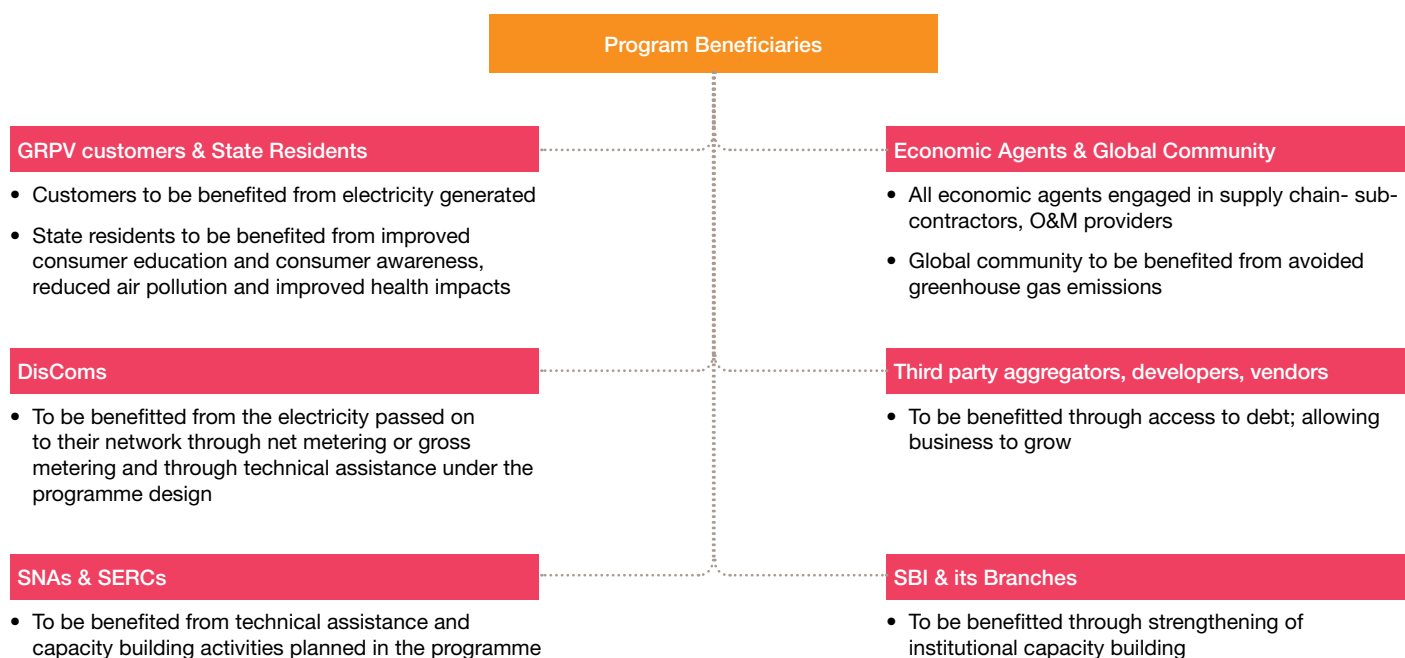 Program Beneficiaries
GRPV customers & State Residents
• Customers to be benefited from electricity generated
• State residents to be benefited from improved
consumer education and consumer awareness,
reduced air pollution and improved health impacts
Economic Agents & Global Community
• All economic agents engaged in supply chain- sub-
contractors, O&M providers
• Global community to be benefited from avoided
greenhouse gas emissions
DisComs
• To be benefitted from the electricity passed on
to their network through net metering or gross
metering and through technical assistance under the
programme design
Third party aggregators, developers, vendors
• To be benefitted through access to debt; allowing
business to grow
SNAs & SERCs
• To be benefited from technical assistance and
capacity building activities planned in the programme
SBI & its Branches
• To be benefitted through strengthening of
institutional capacity building